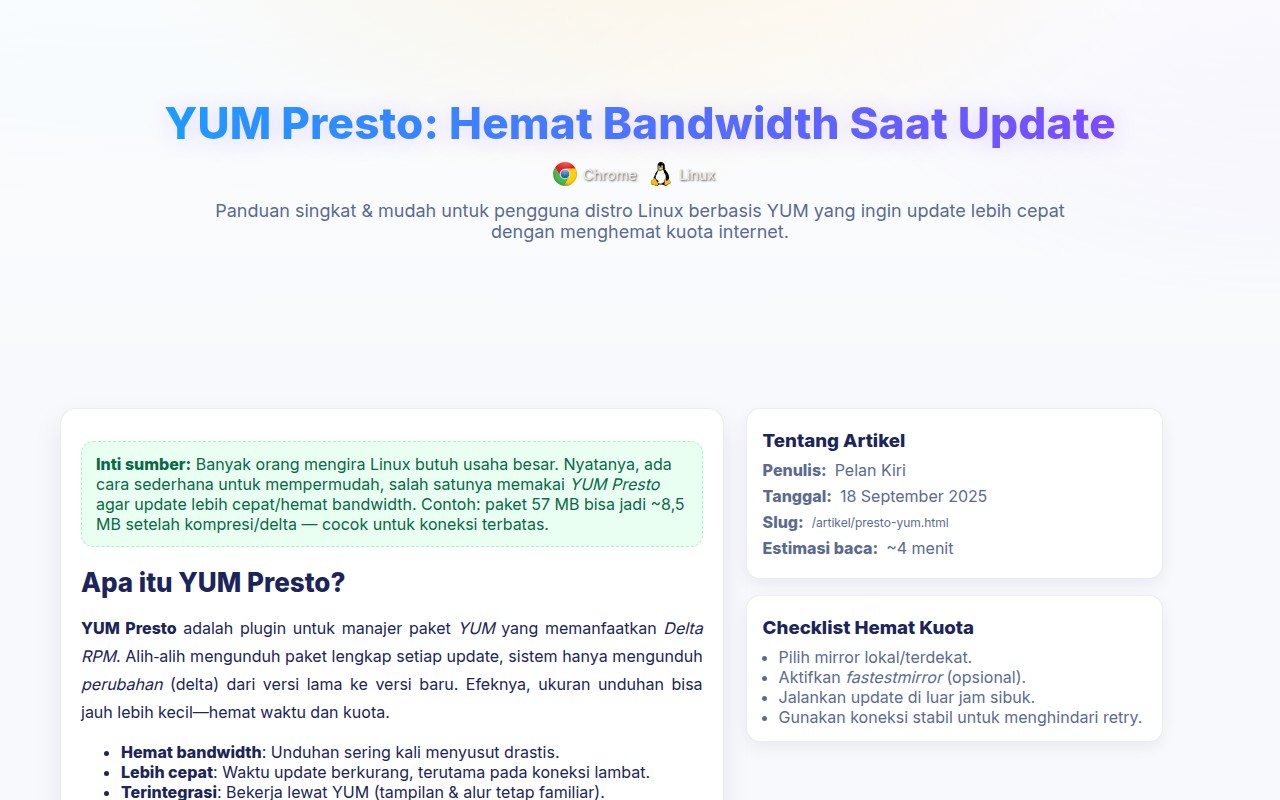 YUM Presto: Hemat Bandwidth Saat Update
Chrome Linux
Panduan singkat & mudah untuk pengguna distro Linux berbasis YUM yang ingin update lebih cepat
dengan menghemat kuota internet.
Inti sumber: Banyak orang mengira Linux butuh usaha besar. Nyatanya, ada
cara sederhana untuk mempermudah, salah satunya memakai YUM Presto
agar update lebih cepat/hemat bandwidth. Contoh: paket 57 MB bisa jadi ~8,5
MB setelah kompresi/delta — cocok untuk koneksi terbatas.
Apa itu YUM Presto?
YUM Presto adalah plugin untuk manajer paket YUM yang memanfaatkan Delta
RPM. Alih-alih mengunduh paket lengkap setiap update, sistem hanya mengunduh
perubahan (delta) dari versi lama ke versi baru. Efeknya, ukuran unduhan bisa
jauh lebih kecil—hemat waktu dan kuota.
• Hemat bandwidth: Unduhan sering kali menyusut drastis.
• Lebih cepat: Waktu update berkurang, terutama pada koneksi lambat.
• Terintegrasi: Bekerja lewat YUM (tampilan & alur tetap familiar).
Tentang Artikel
Penulis: Pelan Kiri
Tanggal: 18 September 2025
Slug: /artikel/presto-yum.html
Estimasi baca: ~4 menit
Checklist Hemat Kuota
• Pilih mirror lokal/terdekat.
• Aktifkan fastestmirror (opsional).
• Jalankan update di luar jam sibuk.
• Gunakan koneksi stabil untuk menghindari retry.